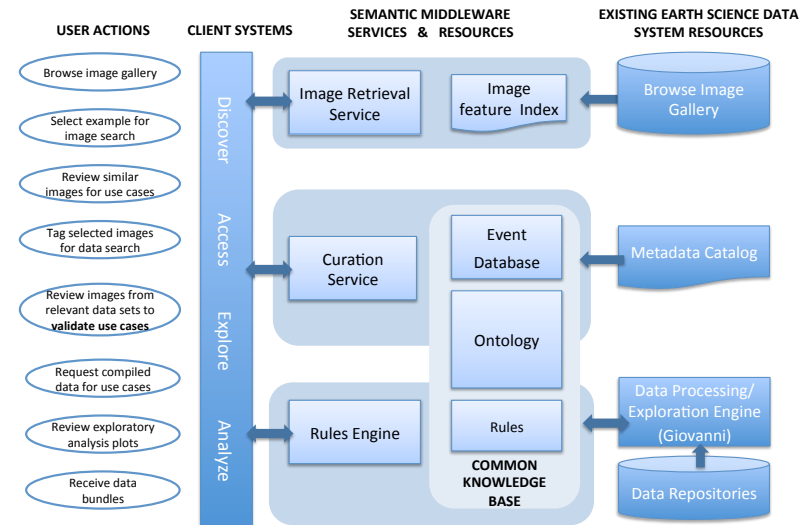 USER ACTIONS
CLIENT SYSTEMS
SEMANTIC MIDDLEWARE
SERVICES & RESOURCES
EXISTING EARTH SCIENCE DATA
SYSTEM RESOURCES
Browse image gallery
Select example for
image search
Review similar
images for use cases
Tag selected images
for data search
Review images from
relevant data sets to
validate use cases
Request compiled
data for use cases
Review exploratory
analysis plots
Receive data
bundles
Discover
Access
Explore
Analyze
Image Retrieval
Service
Image
feature Index
Browse Image
Gallery
Curation
Service
Event
Database
Metadata Catalog
Ontology
Rules Engine
Rules
COMMON
KNOWLEDGE
BASE
Data Processing/
Exploration Engine
(Giovanni)
Data Repositories